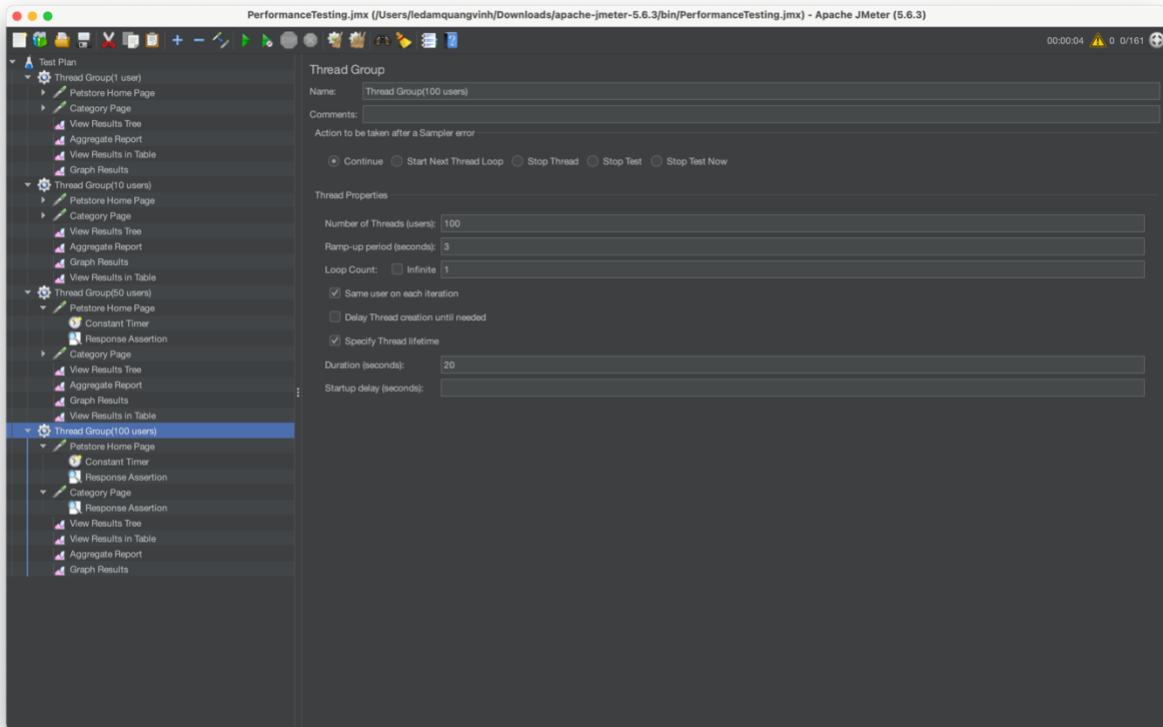 PerformanceTesting.jmx (/Users/ledamquangvinh/Downloads/apache-jmeter-5.6.3/bin/PerformanceTesting.jmx) - Apache JMeter (5.6.3)
00:00:04 0 0/161
Test Plan
Thread Group(1 user)
Petstore Home Page
Category Page
View Results Tree
Aggregate Report
View Results in Table
Graph Results
Thread Group(10 users)
Petstore Home Page
Category Page
View Results Tree
Aggregate Report
Graph Results
View Results in Table
Thread Group(50 users)
Petstore Home Page
Constant Timer
Response Assertion
Category Page
View Results Tree
Aggregate Report
Graph Results
View Results in Table
Thread Group(100 users)
Petstore Home Page
Constant Timer
Response Assertion
Category Page
Response Assertion
View Results Tree
View Results in Table
Aggregate Report
Graph Results
Thread Group
Name: Thread Group(100 users)
Comments:
Action to be taken after a Sampler error
Continue Start Next Thread Loop Stop Thread Stop Test Stop Test Now
Thread Properties
Number of Threads (users): 100
Ramp-up period (seconds): 3
Loop Count: Infinite 1
Same user on each iteration
Delay Thread creation until needed
Specify Thread lifetime
Duration (seconds): 20
Startup delay (seconds):